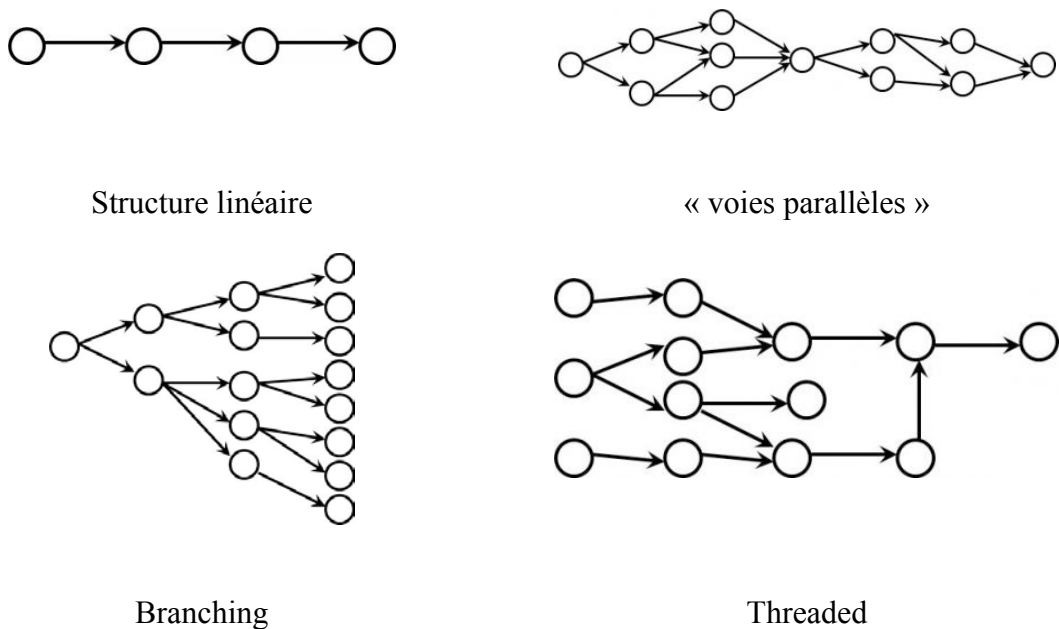 Structure linéaire
« voies parallèles »
Branching
Threaded